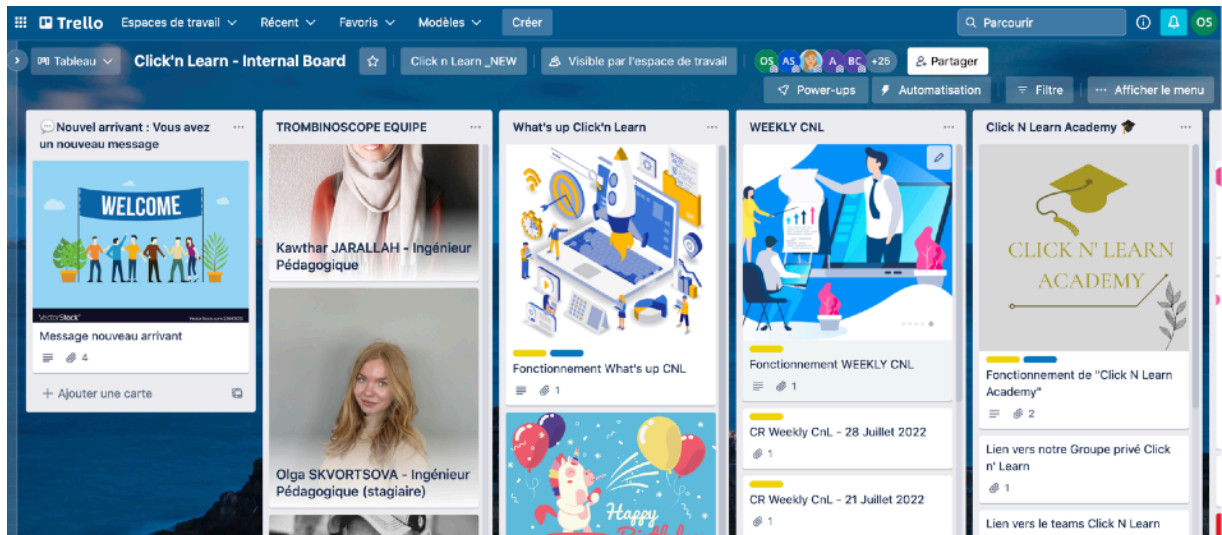 Trello Espaces de travail Récent Favoris Modèles Créer Parcourir OS
Tableau Click'n Learn - Internal Board Click n Learn _NEW Visible par l'espace de travail OS AS A BC +25 Partager
Power-ups Automatisation Filtre ... Afficher le menu
Nouvel arrivant : Vous avez
un nouveau message
WELCOME
VectorStock
Message nouveau arrivant
4
+ Ajouter une carte
TROMBINOSCOPE EQUIPE
Kawthar JARALLAH - Ingénieur
Pédagogique
Olga SKVORTSOVA - Ingénieur
Pédagogique (stagiaire)
What's up Click'n Learn
Fonctionnement What's up CNL
1
Happy
WEEKLY CNL
Fonctionnement WEEKLY CNL
1
CR Weekly CnL - 28 Juillet 2022
1
CR Weekly CnL - 21 Juillet 2022
1
Click N Learn Academy
CLICK N' LEARN
ACADEMY
Fonctionnement de "Click N Learn
Academy"
2
Lien vers notre Groupe privé Click
n' Learn
1
Lien vers le teams Click N Learn